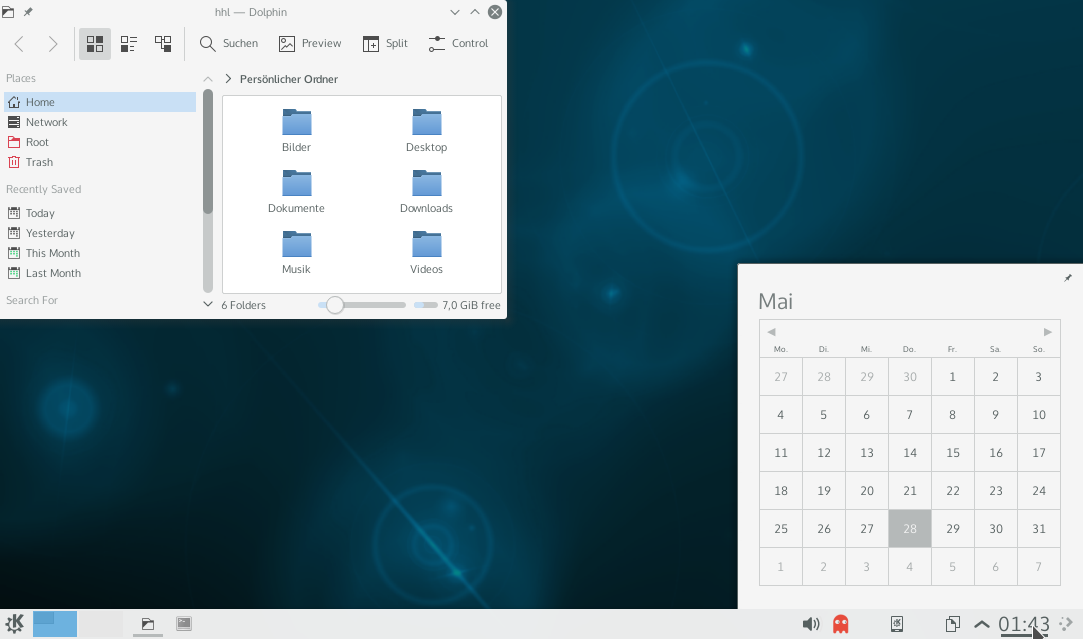 hhl — Dolphin
Suchen Preview Split Control
Places
Home
Network
Root
Trash
Recently Saved
Today
Yesterday
This Month
Last Month
Search For
Persönlicher Ordner
Bilder Desktop
Dokumente Downloads
Musik Videos
6 Folders 7,0 GiB free
Mai
Mo. Di. Mi. Do. Fr. Sa. So.
27 28 29 30 1 2 3
4 5 6 7 8 9 10
11 12 13 14 15 16 17
18 19 20 21 22 23 24
25 26 27 28 29 30 31
1 2 3 4 5 6 7
01:43